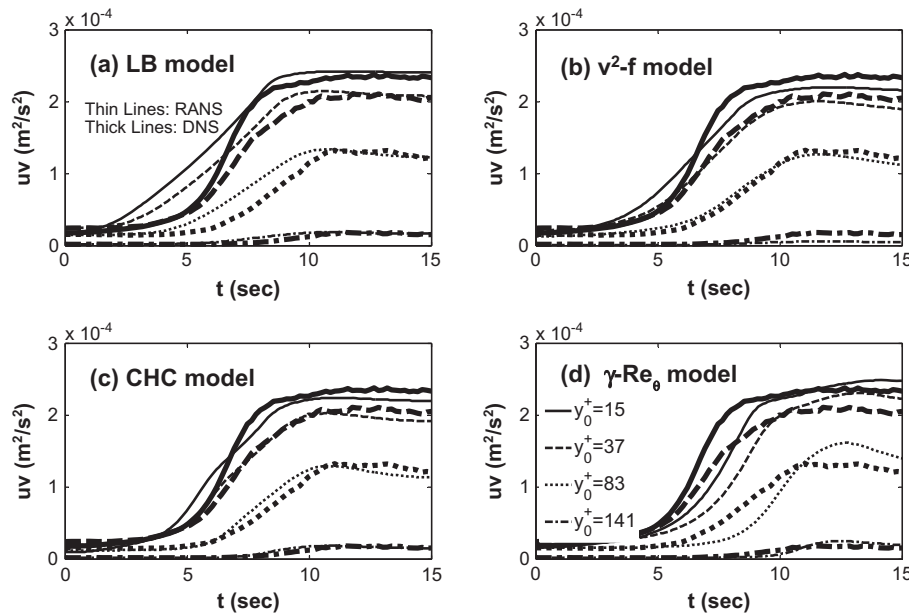 x 10⁻⁴
3
2
1
0
uv (m²/s²)
(a) LB model
Thin Lines: RANS
Thick Lines: DNS
0 5 10 15
t (sec)
x 10⁻⁴
3
2
1
0
uv (m²/s²)
(b) v²-f model
0 5 10 15
t (sec)
x 10⁻⁴
3
2
1
0
uv (m²/s²)
(c) CHC model
0 5 10 15
t (sec)
x 10⁻⁴
3
2
1
0
uv (m²/s²)
(d) γ-Reθ model
y₀⁺=15
y₀⁺=37
y₀⁺=83
y₀⁺=141
0 5 10 15
t (sec)